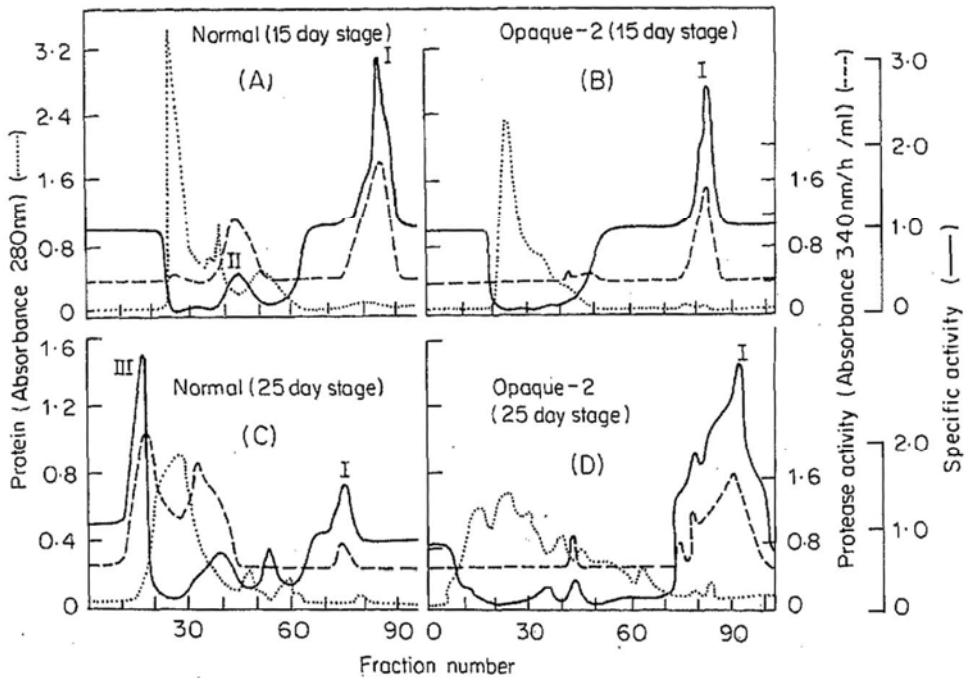 Normal (15 day stage)
(A)
I
II
Opaque-2 (15 day stage)
(B)
I
Normal (25 day stage)
(C)
III
I
Opaque-2
(25 day stage)
(D)
I
Protein (Absorbance 280nm) (......)
3·2
2·4
1·6
0·8
0
1·6
1·2
0·8
0·4
0
30
60
90
0
30
60
90
Fraction number
1·6
0·8
0
1·6
0·8
0
Protease activity (Absorbance 340nm/h/ml) (---)
3·0
2·0
1·0
0
2·0
1·0
0
Specific activity (——)